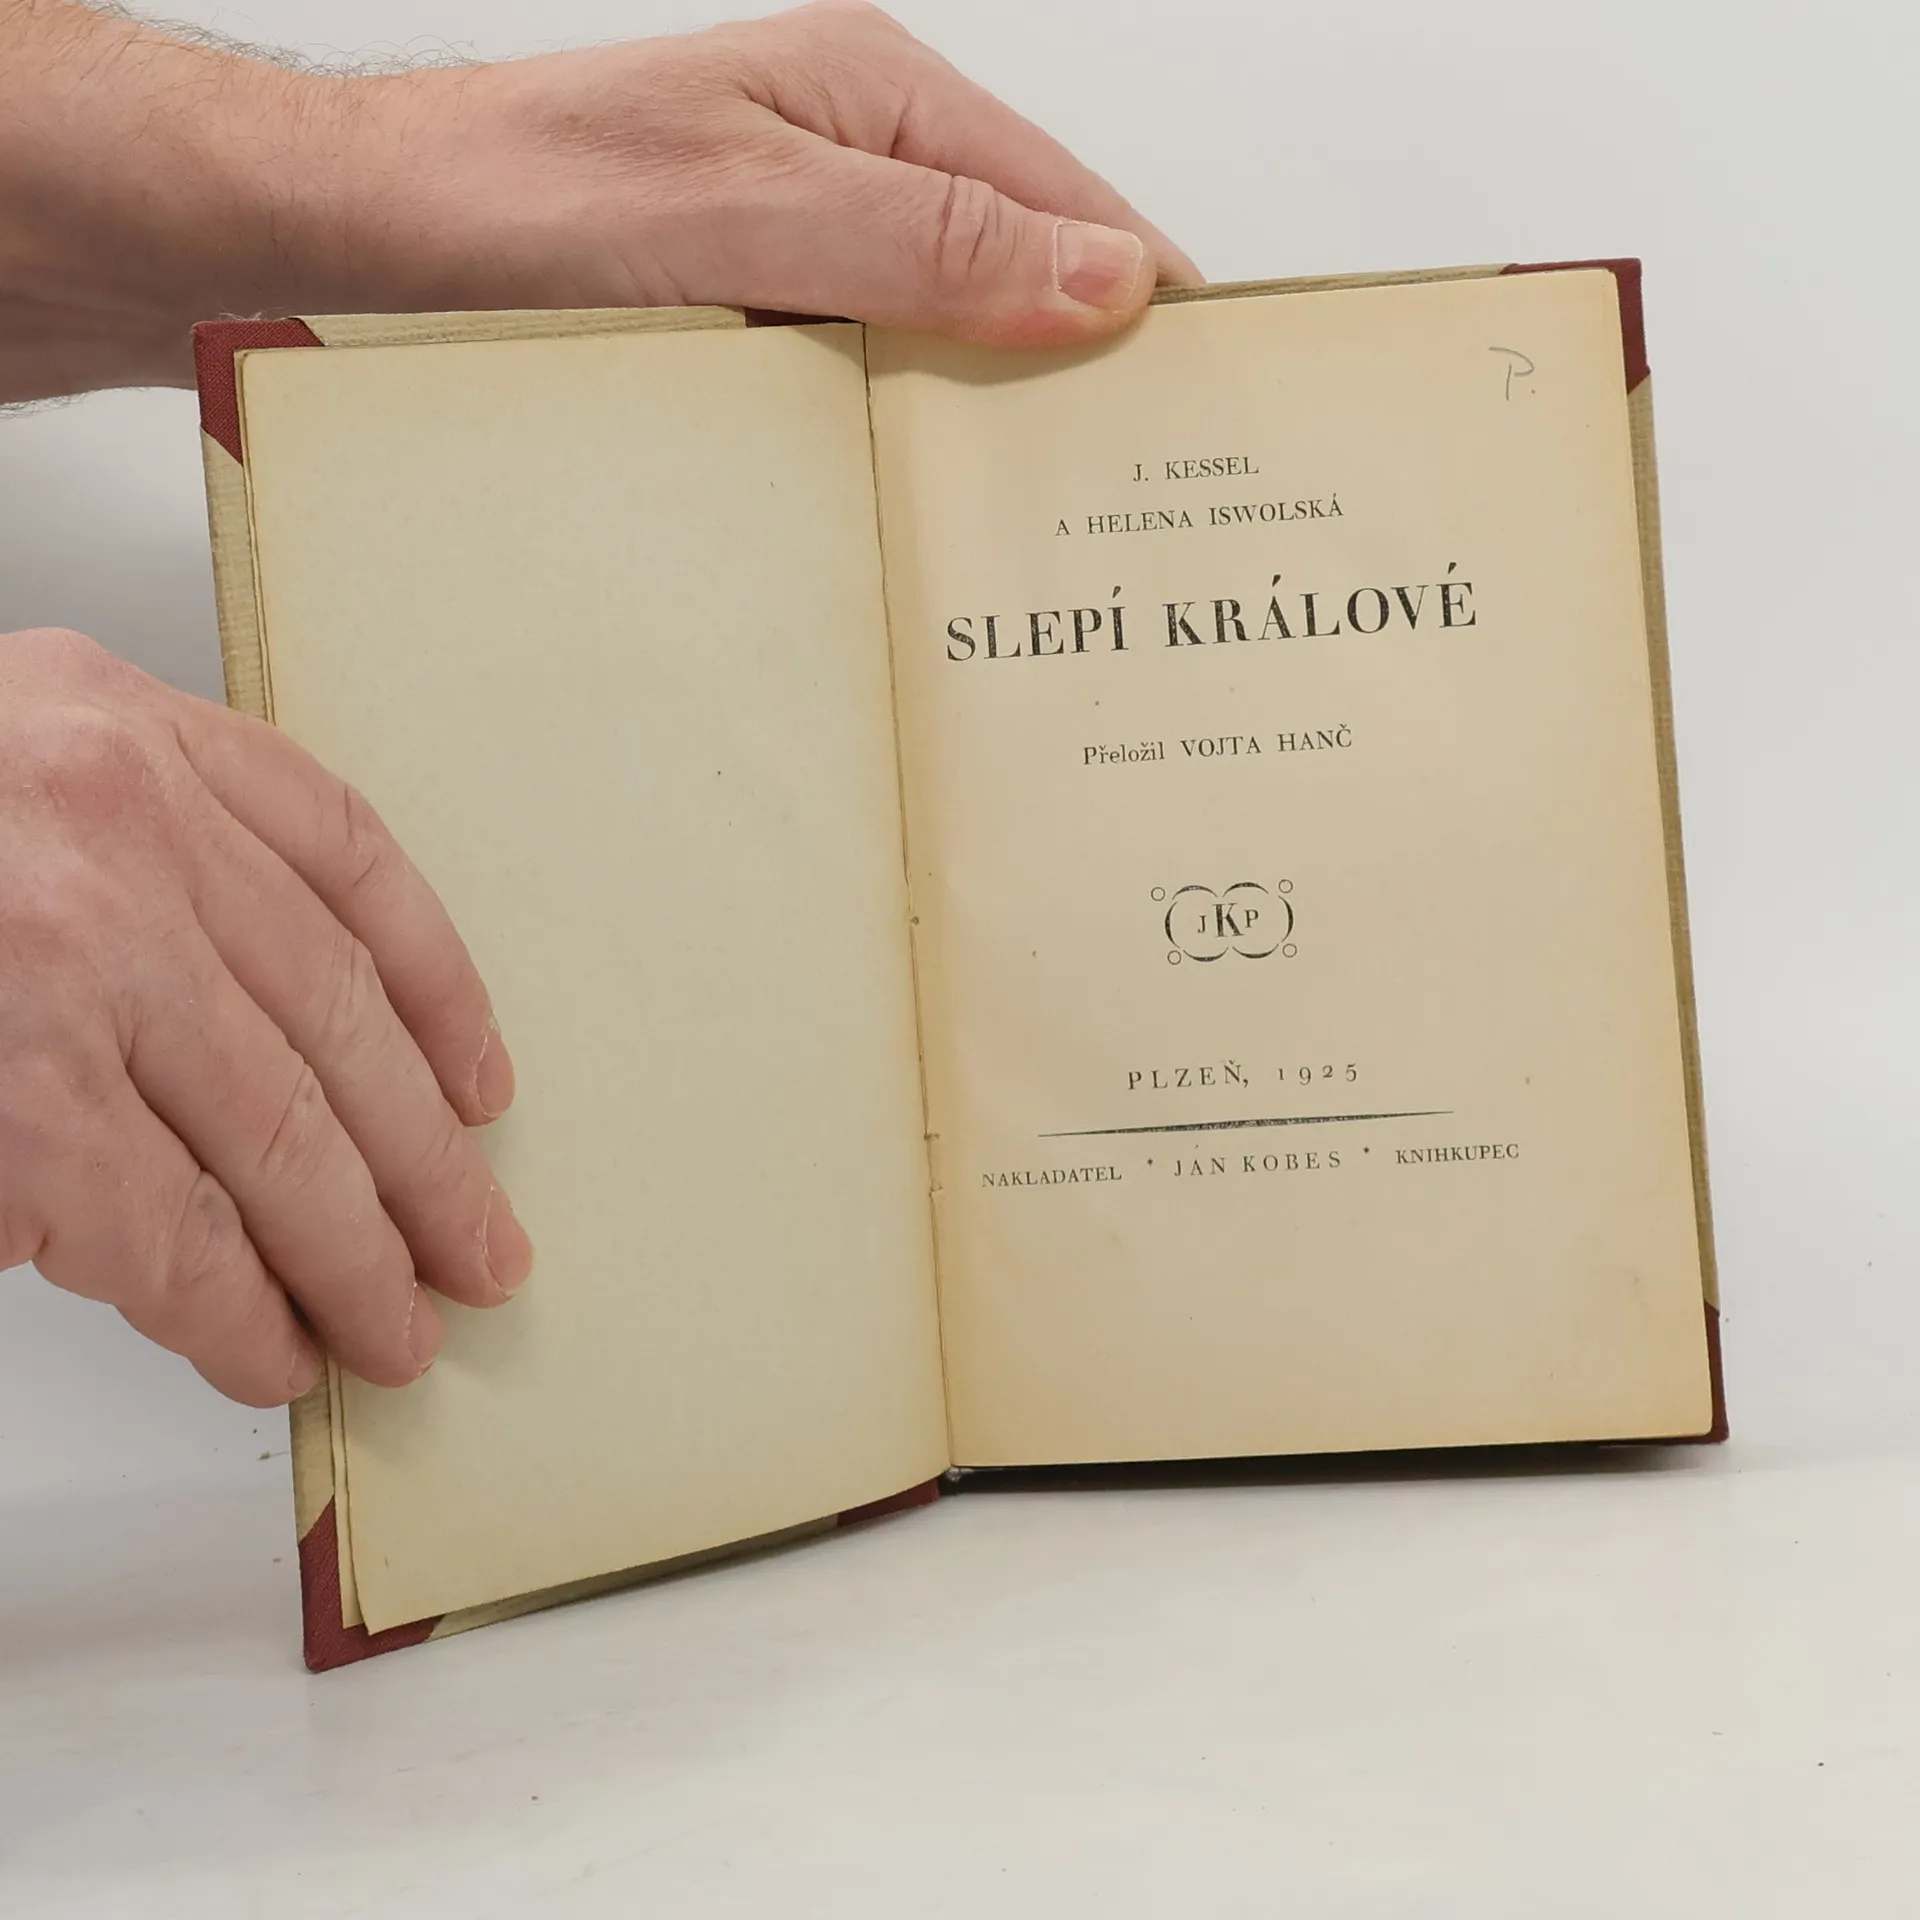 P.
J. KESSEL
A HELENA ISWOLSKÁ
SLEPÍ KRÁLOVÉ
Přeložil VOJTA HANČ
JKP
PLZEŇ, 1925
NAKLADATEL * JAN KOBES * KNIHKUPEC